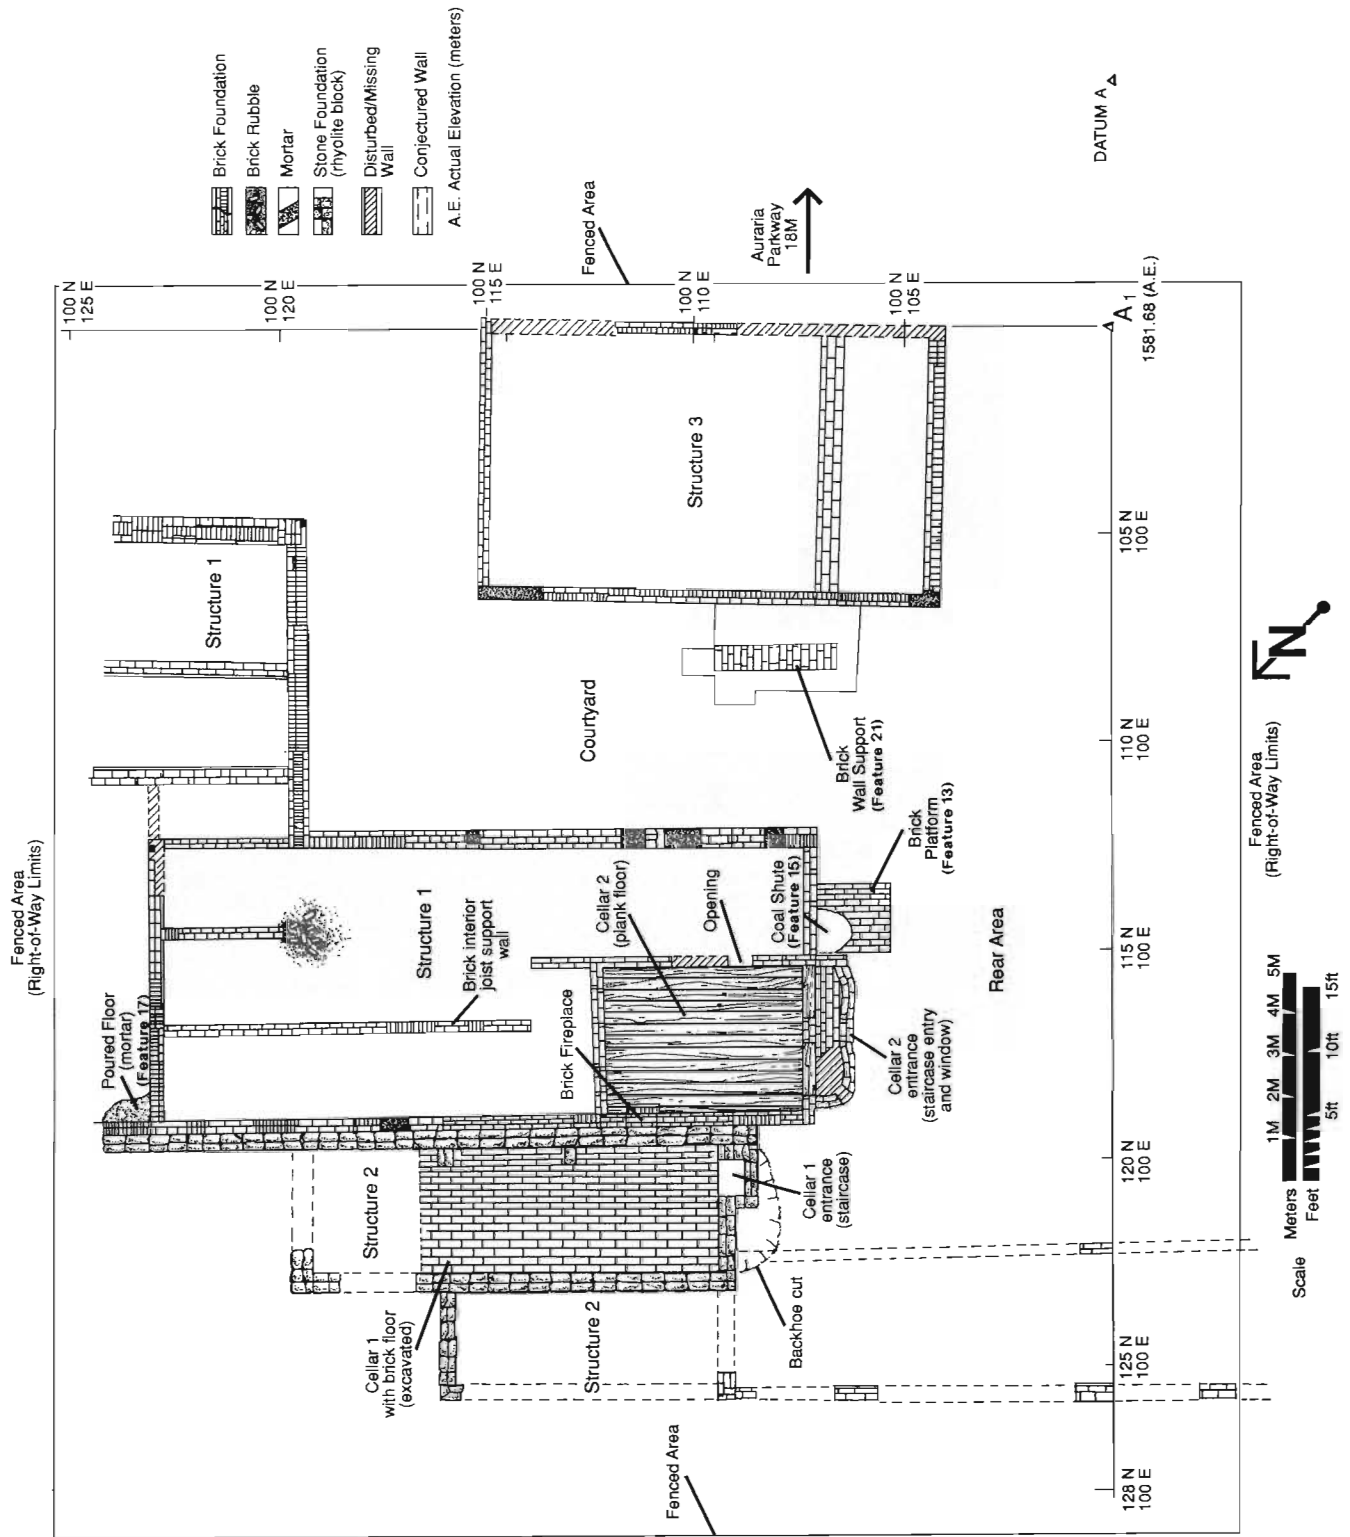 Brick Foundation
Brick Rubble
Mortar
Stone Foundation
(rhyolite block)
Disturbed/Missing
Wall
Conjectured Wall
A.E. Actual Elevation (meters)
Fenced Area
(Right-of-Way Limits)
100 N
125 E
100 N
120 E
100 N
115 E
100 N
110 E
100 N
105 E
Fenced Area
Auraria
Parkway
18M
DATUM A
A1
1581.68 (A.E.)
Structure 3
Structure 1
Courtyard
Brick
Wall Support
(Feature 21)
Brick
Platform
(Feature 13)
Coal Shute
(Feature 15)
Opening
Cellar 2
(plank floor)
Structure 1
Brick interior
joist support
wall
Brick Fireplace
Poured Floor
(mortar)
(Feature 17)
Rear Area
Cellar 2
entrance
(staircase entry
and window)
Cellar 1
entrance
(staircase)
Backhoe cut
Structure 2
Structure 2
Cellar 1
with brick floor
(excavated)
Fenced Area
105 N
100 E
110 N
100 E
115 N
100 E
120 N
100 E
125 N
100 E
128 N
100 E
Fenced Area
(Right-of-Way Limits)
N
Scale
Meters
1M 2M 3M 4M 5M
Feet
5ft 10ft 15ft